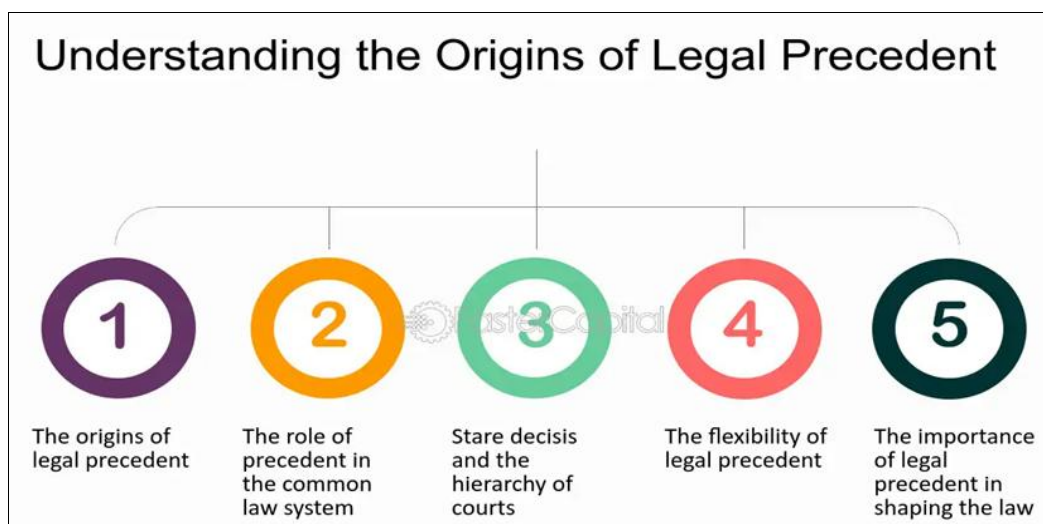 Understanding the Origins of Legal Precedent
1
2
3
4
5
The origins of
legal precedent
The role of
precedent in
the common
law system
Stare decisis
and the
hierarchy of
courts
The flexibility of
legal precedent
The importance
of legal
precedent in
shaping the law
FasterCapital